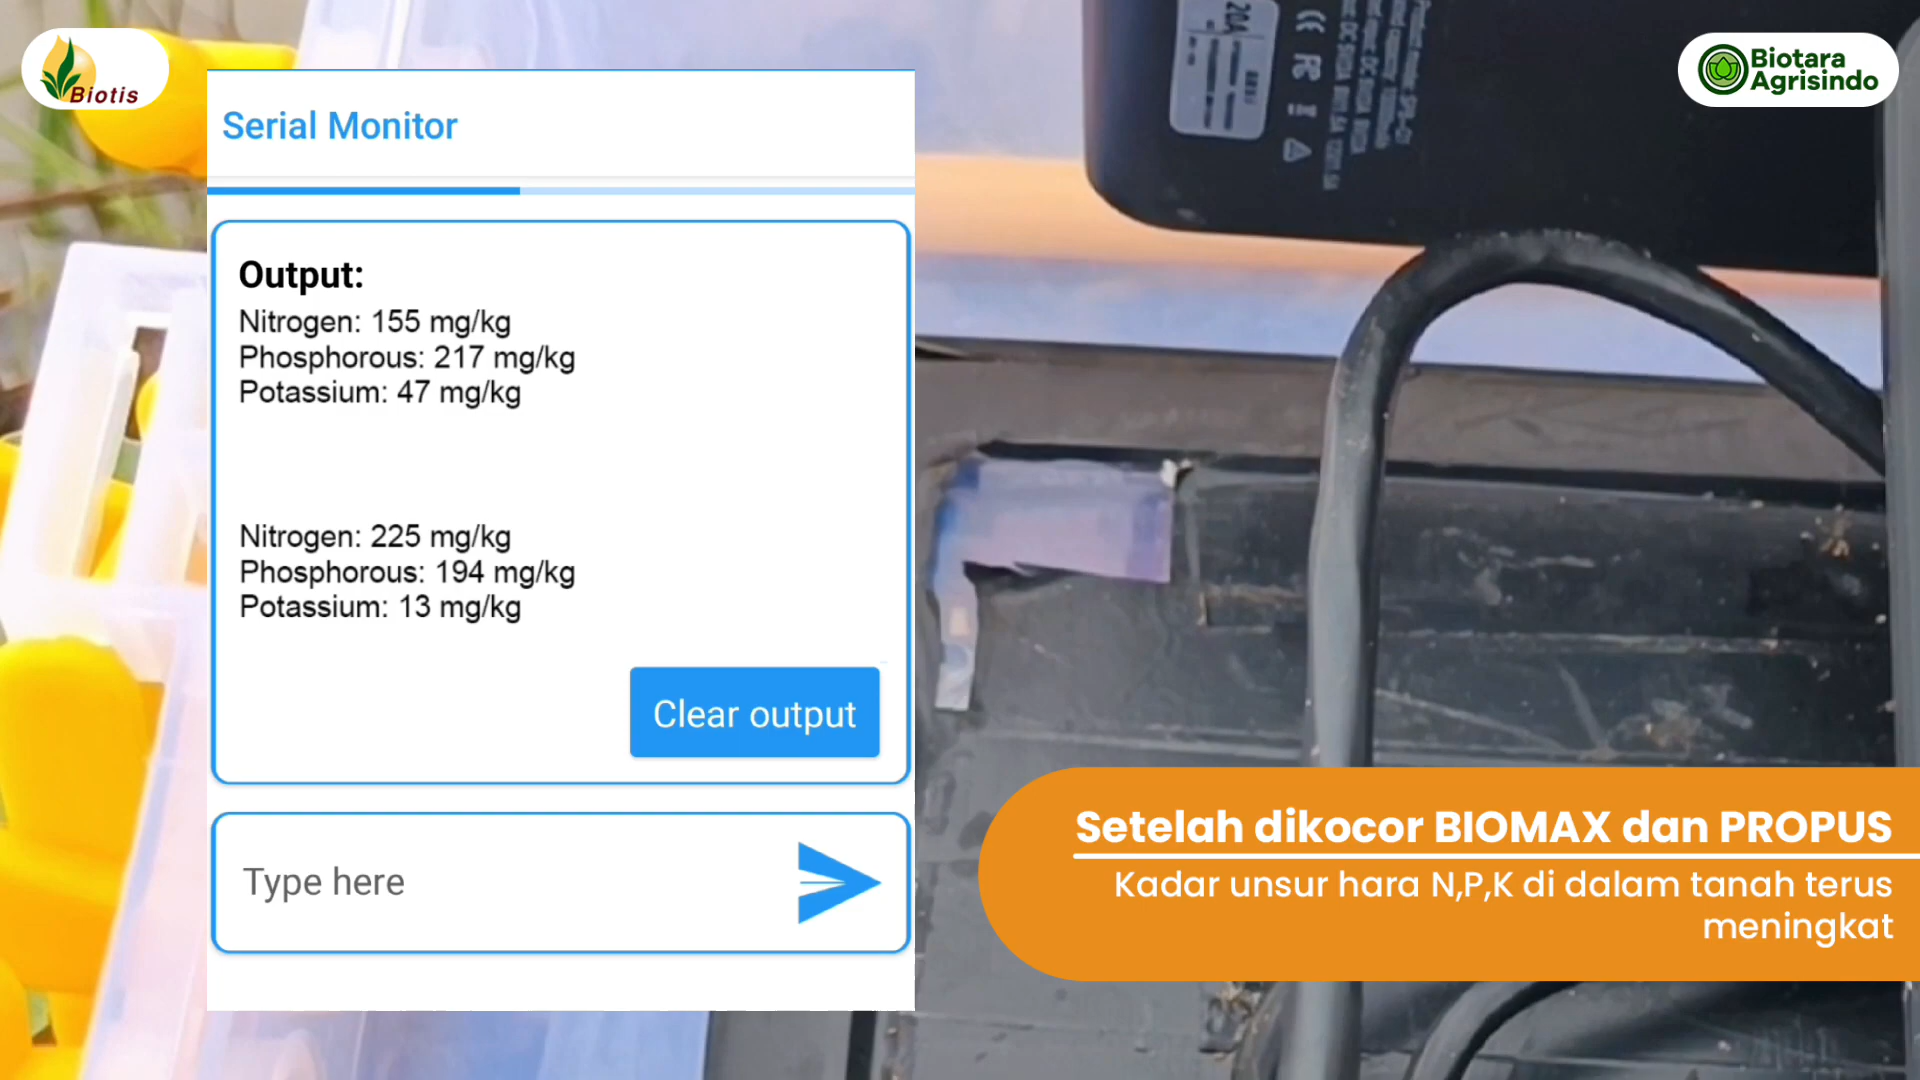 Biotis
Biotara
Agrisindo
20A
Serial Monitor
Output:
Nitrogen: 155 mg/kg
Phosphorous: 217 mg/kg
Potassium: 47 mg/kg
Nitrogen: 225 mg/kg
Phosphorous: 194 mg/kg
Potassium: 13 mg/kg
Clear output
Type here
Setelah dikocor BIOMAX dan PROPUS
Kadar unsur hara N,P,K di dalam tanah terus
meningkat